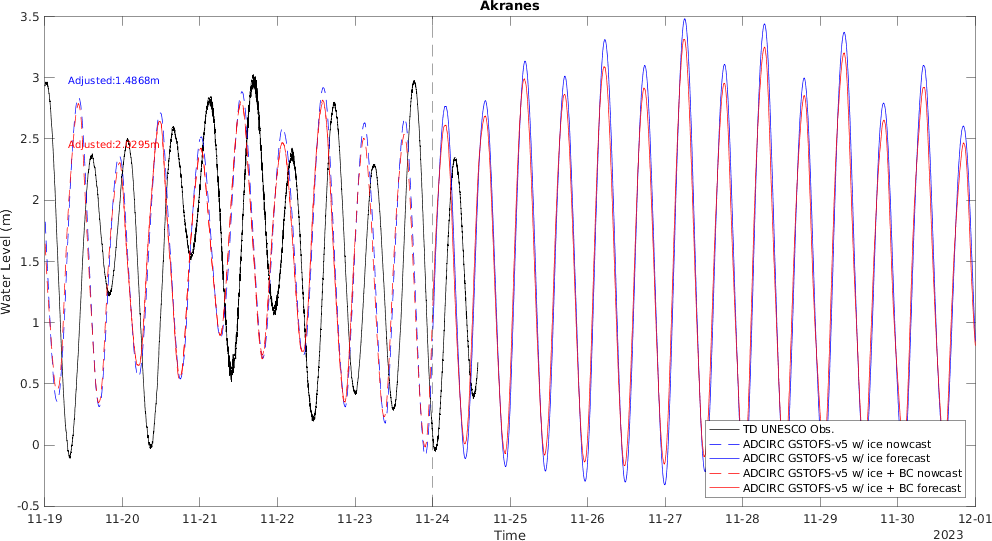 Akranes
3.5
3
2.5
2
1.5
1
0.5
0
-0.5
Water Level (m)
Adjusted:1.4868m
11-19
11-20
11-21
11-22
11-23
11-24
11-25
11-26
11-27
11-28
11-29
11-30
12-01
Time
2023
TD UNESCO Obs.
ADCIRC GSTOFS-v5 w/ ice nowcast
ADCIRC GSTOFS-v5 w/ ice forecast
ADCIRC GSTOFS-v5 w/ ice + BC nowcast
ADCIRC GSTOFS-v5 w/ ice + BC forecast